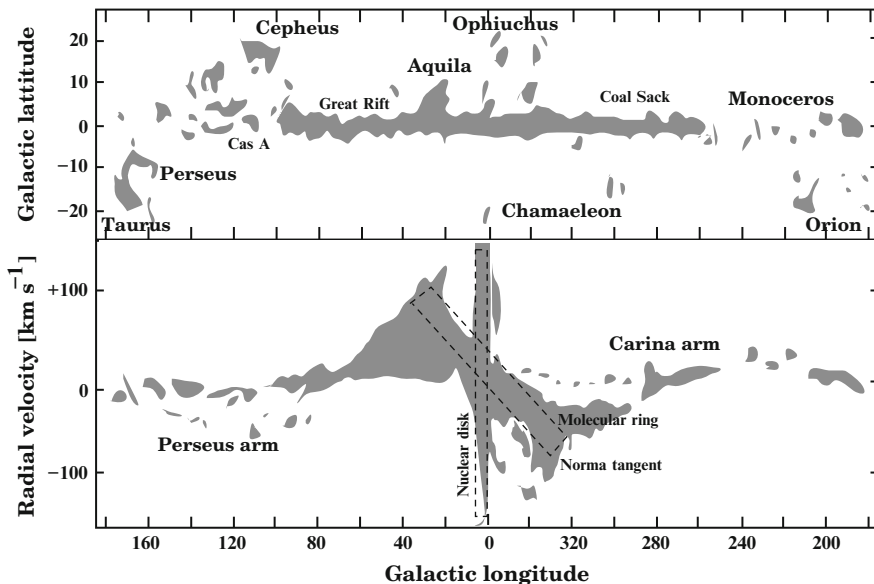 Cepheus
Ophiuchus
20
Aquila
10
Great Rift
Coal Sack
Monoceros
0
Cas A
−10
Perseus
−20
Taurus
Chamaeleon
Orion
Galactic lattitude
+100
Carina arm
0
Molecular ring
Perseus arm
Norma tangent
−100
Nuclear disk
Radial velocity [km s⁻¹]
160 120 80 40 0 320 280 240 200
Galactic longitude